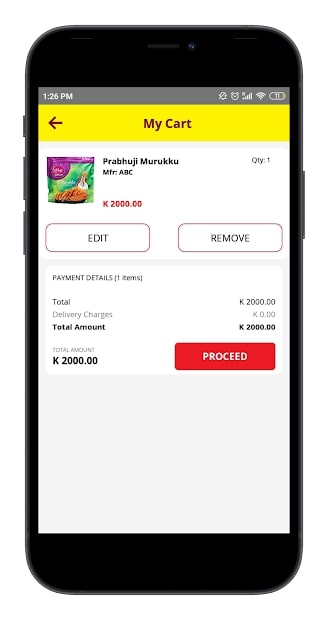 1:26 PM
My Cart
Prabhuji Murukku
Qty: 1
Mfr: ABC
K 2000.00
EDIT
REMOVE
PAYMENT DETAILS (1 items)
Total
K 2000.00
Delivery Charges
K 0.00
Total Amount
K 2000.00
TOTAL AMOUNT
K 2000.00
PROCEED